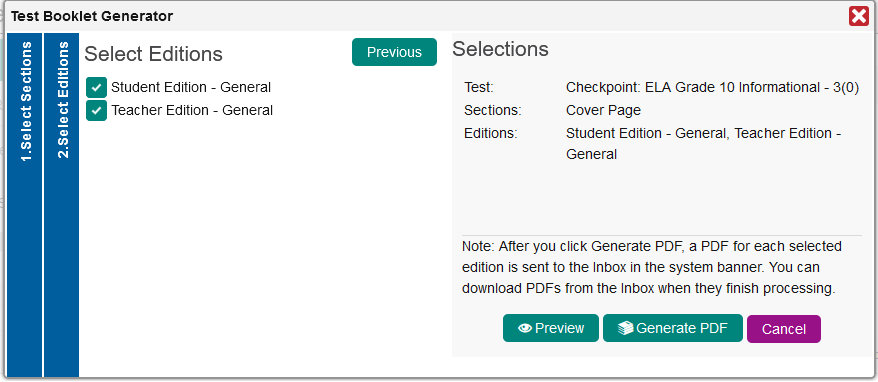 Test Booklet Generator
1.Select Sections
2.Select Editions
Select Editions
Previous
Student Edition - General
Teacher Edition - General
Selections
Test: Checkpoint: ELA Grade 10 Informational - 3(0)
Sections: Cover Page
Editions: Student Edition - General, Teacher Edition -
General
Note: After you click Generate PDF, a PDF for each selected
edition is sent to the Inbox in the system banner. You can
download PDFs from the Inbox when they finish processing.
Preview
Generate PDF
Cancel